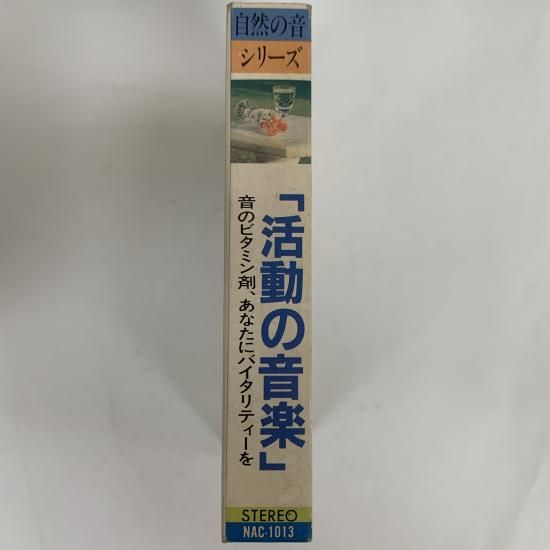 自然の音
シリーズ
「活動の音楽」
音のビタミン剤、あなたにバイタリティーを
STEREO
NAC-1013